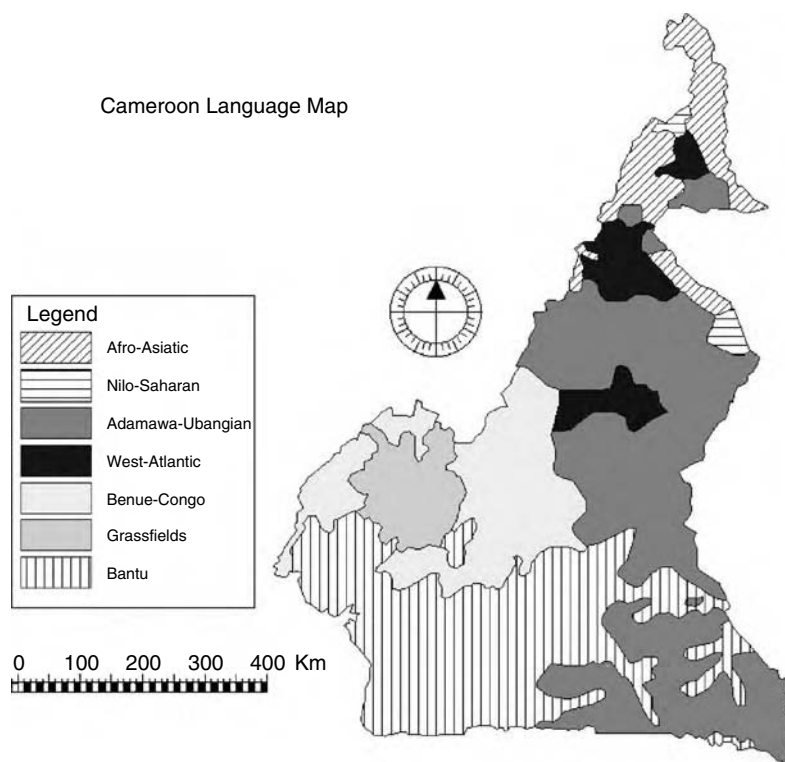 Cameroon Language Map
Legend
Afro-Asiatic
Nilo-Saharan
Adamawa-Ubangian
West-Atlantic
Benue-Congo
Grassfields
Bantu
0 100 200 300 400 Km